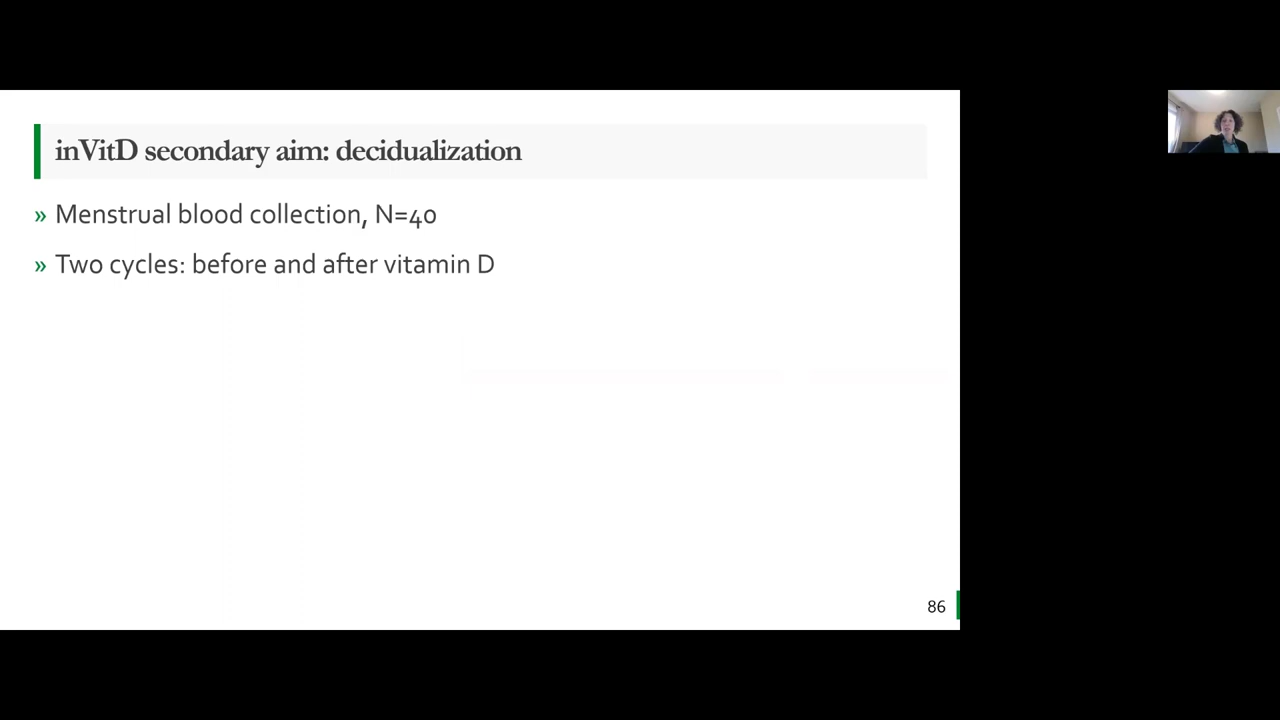 inVitD secondary aim: decidualization
» Menstrual blood collection, N=40
» Two cycles: before and after vitamin D
86